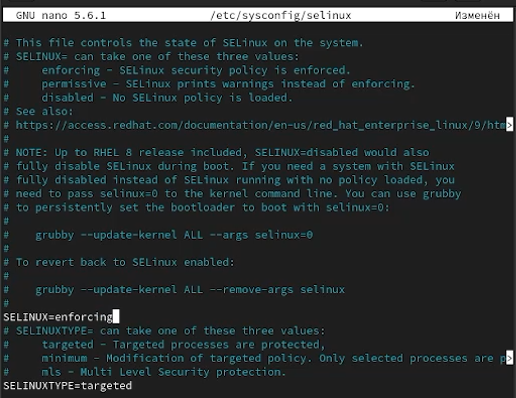 GNU nano 5.6.1 /etc/sysconfig/selinux Изменён
# This file controls the state of SELinux on the system.
# SELINUX= can take one of these three values:
#     enforcing - SELinux security policy is enforced.
#     permissive - SELinux prints warnings instead of enforcing.
#     disabled - No SELinux policy is loaded.
# See also:
# https://access.redhat.com/documentation/en-us/red_hat_enterprise_linux/9/htm>
#
# NOTE: Up to RHEL 8 release included, SELINUX=disabled would also
# fully disable SELinux during boot. If you need a system with SELinux
# fully disabled instead of SELinux running with no policy loaded, you
# need to pass selinux=0 to the kernel command line. You can use grubby
# to persistently set the bootloader to boot with selinux=0:
#
#    grubby --update-kernel ALL --args selinux=0
#
# To revert back to SELinux enabled:
#
#    grubby --update-kernel ALL --remove-args selinux
#
SELINUX=enforcing
# SELINUXTYPE= can take one of these three values:
#     targeted - Targeted processes are protected,
#     minimum - Modification of targeted policy. Only selected processes are p>
#     mls - Multi Level Security protection.
SELINUXTYPE=targeted